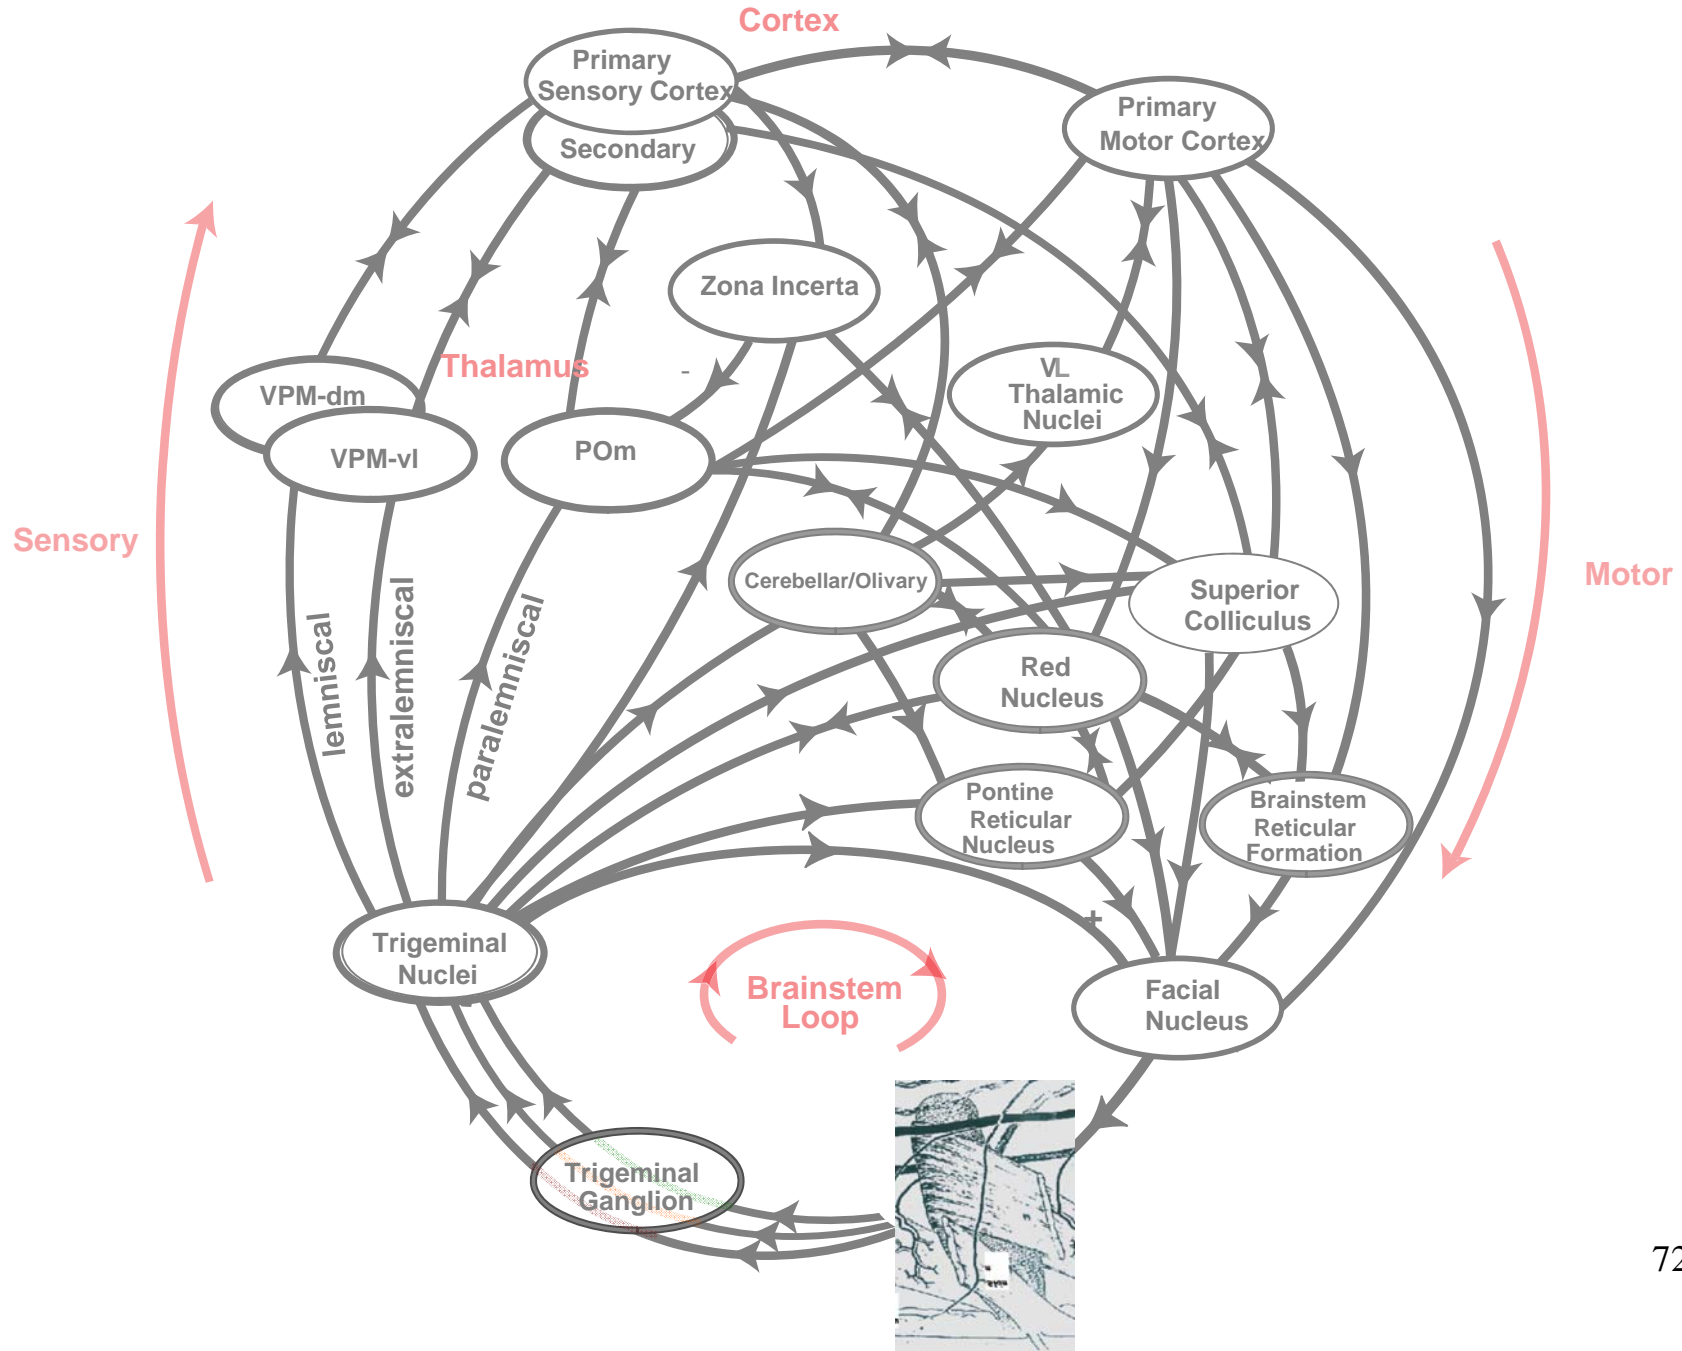 Cortex
Primary
Sensory Cortex
Secondary
Primary
Motor Cortex
Zona Incerta
Thalamus
-
VPM-dm
VPM-vl
POm
VL
Thalamic
Nuclei
Sensory
Motor
lemniscal
extralemniscal
paralemniscal
Cerebellar/Olivary
Superior
Colliculus
Red
Nucleus
Pontine
Reticular
Nucleus
Brainstem
Reticular
Formation
+
Trigeminal
Nuclei
-
Brainstem
Loop
Facial
Nucleus
Trigeminal
Ganglion
72